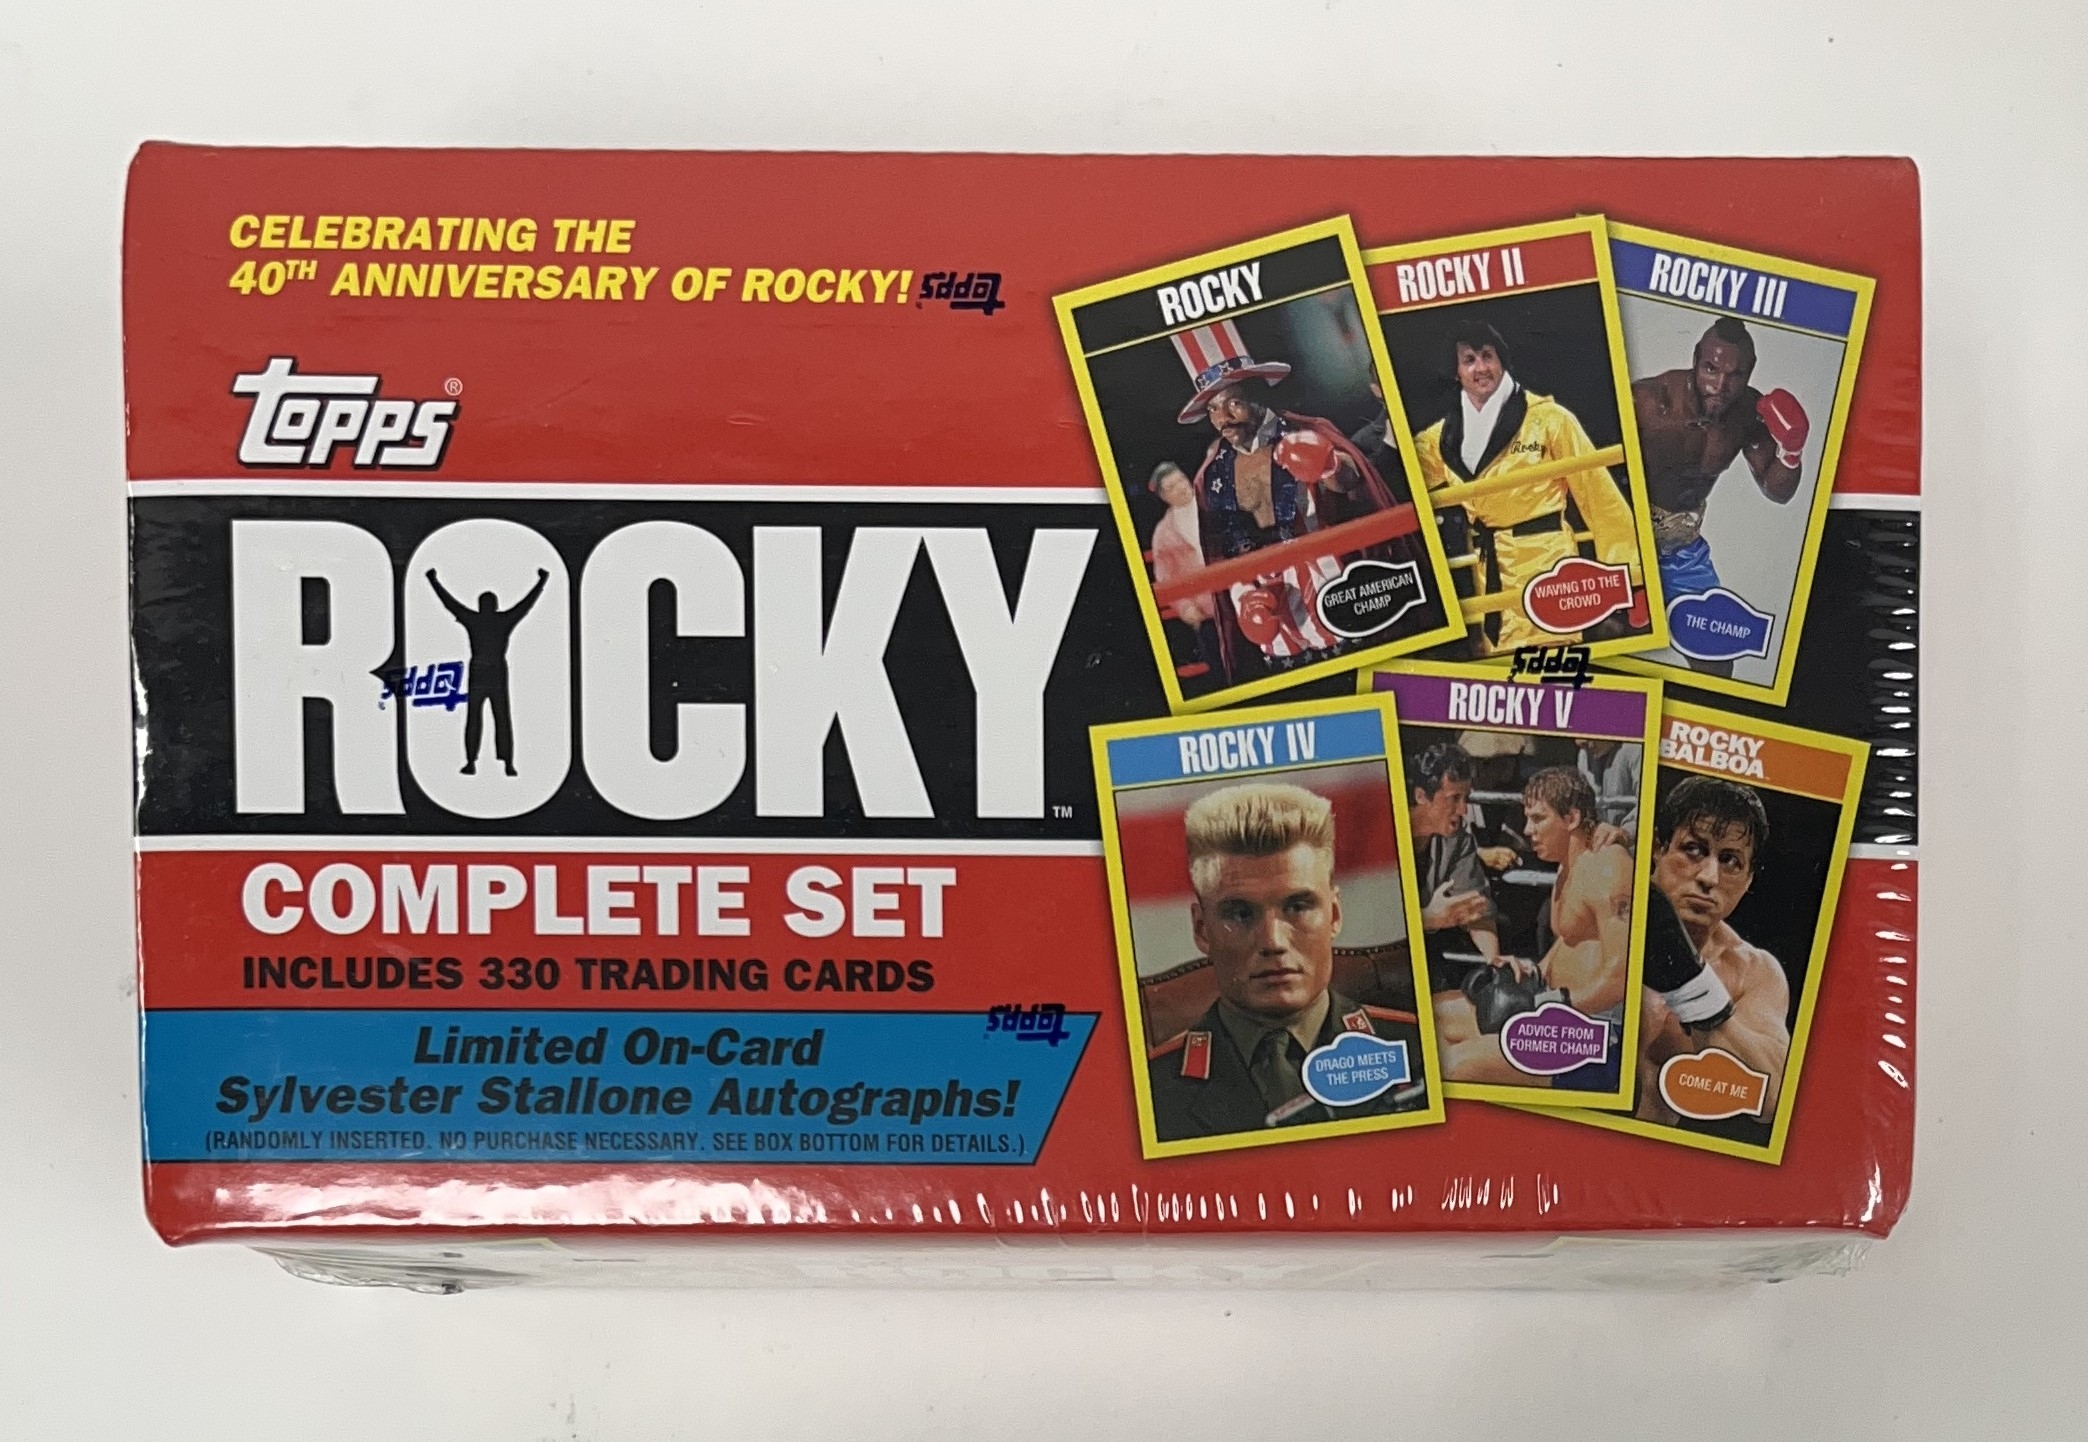 CELEBRATING THE
40TH ANNIVERSARY OF ROCKY!
topps
topps®
ROCKY™
topps
COMPLETE SET
INCLUDES 330 TRADING CARDS
topps
Limited On-Card
Sylvester Stallone Autographs!
(RANDOMLY INSERTED. NO PURCHASE NECESSARY. SEE BOX BOTTOM FOR DETAILS.)
ROCKY
GREAT AMERICAN
CHAMP
ROCKY II
Rocky
WAVING TO THE
CROWD
ROCKY III
THE CHAMP
topps
ROCKY IV
DRAGO MEETS
THE PRESS
ROCKY V
ADVICE FROM
FORMER CHAMP
ROCKY
BALBOA
COME AT ME
ROCKY